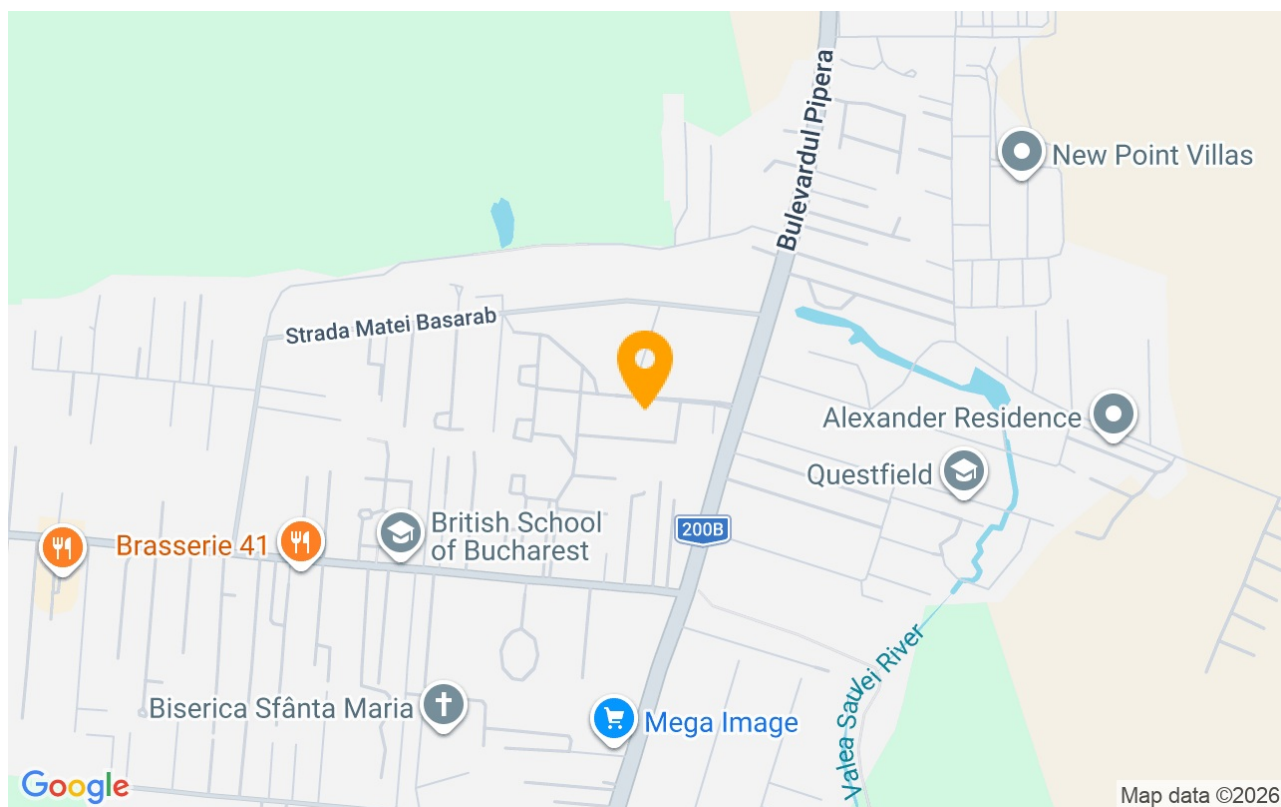 Bulevardul Pipera
New Point Villas
Strada Matei Basarab
Alexander Residence
Questfield
200B
British School
of Bucharest
Brasserie 41
Valea Saulei River
Biserica Sfânta Maria
Mega Image
Google
Map data ©2026